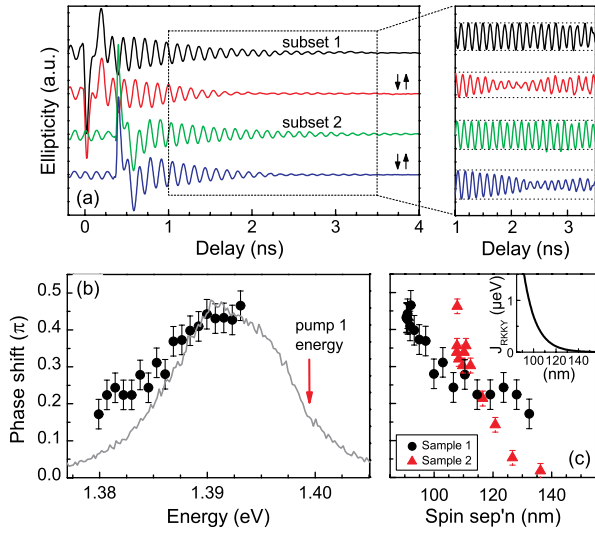 Ellipticity (a.u.)
subset 1
subset 2
(a)
0 1 2 3 4
Delay (ns)
1 2 3
Delay (ns)
(b)
Phase shift (π)
0.5
0.4
0.3
0.2
0.1
0.0
pump 1
energy
1.38 1.39 1.40
Energy (eV)
J_RKKY (μeV)
1
0
100 120 140
(nm)
Sample 1
Sample 2
(c)
100 120 140
Spin sep'n (nm)